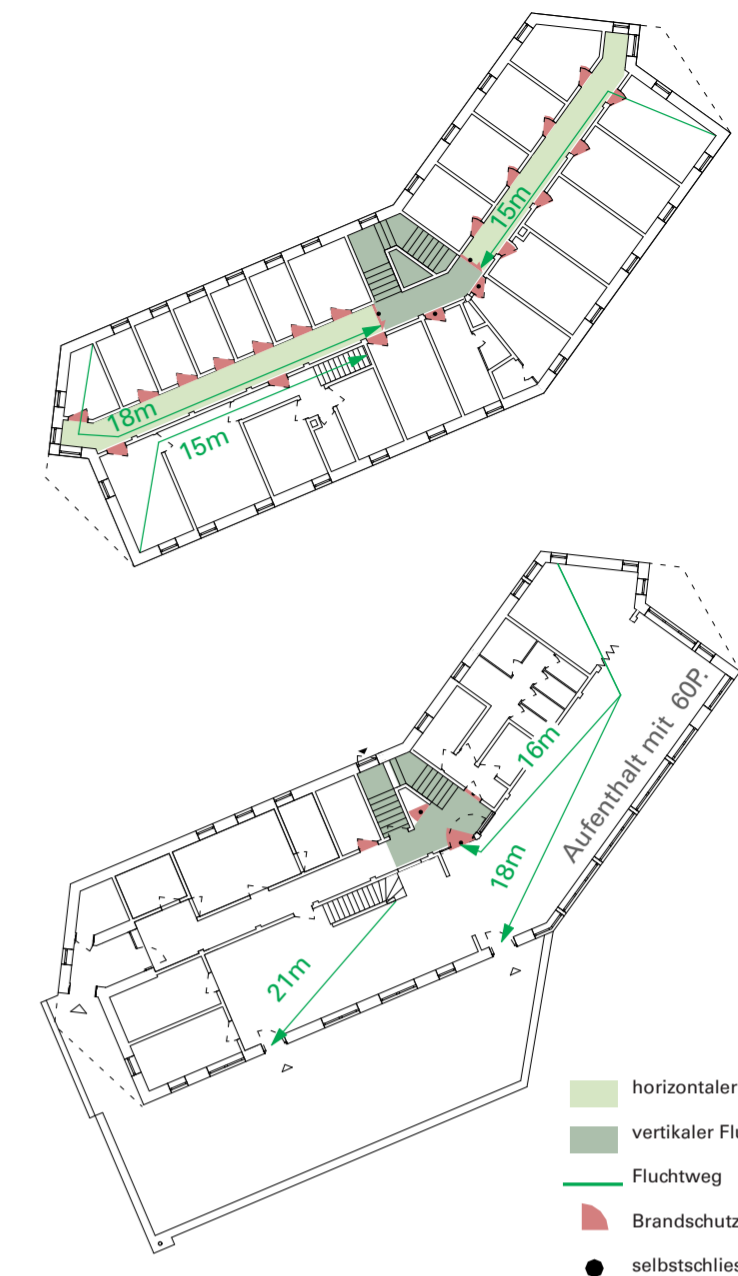 15m
18m
15m
16m
Aufenthalt mit 60P.
18m
21m
horizontaler
vertikaler Flu
Fluchtweg
Brandschutz
selbstschlies